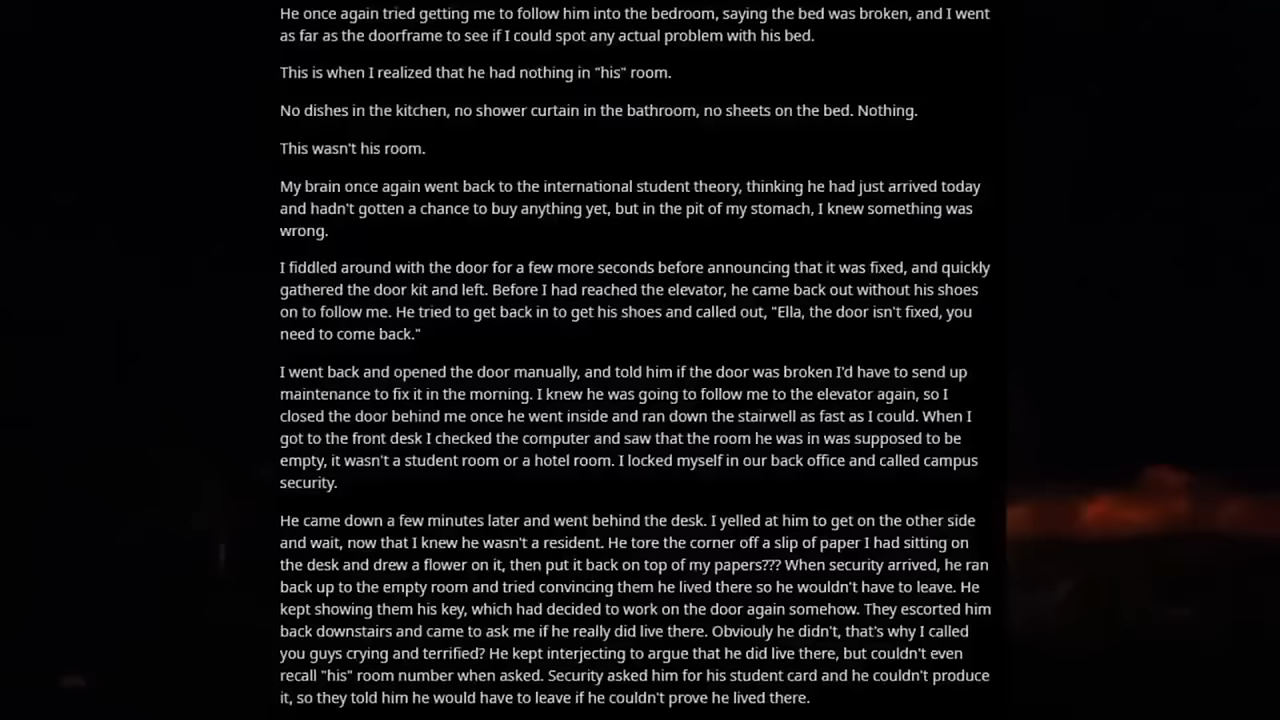 He once again tried getting me to follow him into the bedroom, saying the bed was broken, and I went
as far as the doorframe to see if I could spot any actual problem with his bed.
This is when I realized that he had nothing in "his" room.
No dishes in the kitchen, no shower curtain in the bathroom, no sheets on the bed. Nothing.
This wasn't his room.
My brain once again went back to the international student theory, thinking he had just arrived today
and hadn't gotten a chance to buy anything yet, but in the pit of my stomach, I knew something was
wrong.
I fiddled around with the door for a few more seconds before announcing that it was fixed, and quickly
gathered the door kit and left. Before I had reached the elevator, he came back out without his shoes
on to follow me. He tried to get back in to get his shoes and called out, "Ella, the door isn't fixed, you
need to come back."
I went back and opened the door manually, and told him if the door was broken I'd have to send up
maintenance to fix it in the morning. I knew he was going to follow me to the elevator again, so I
closed the door behind me once he went inside and ran down the stairwell as fast as I could. When I
got to the front desk I checked the computer and saw that the room he was in was supposed to be
empty, it wasn't a student room or a hotel room. I locked myself in our back office and called campus
security.
He came down a few minutes later and went behind the desk. I yelled at him to get on the other side
and wait, now that I knew he wasn't a resident. He tore the corner off a slip of paper I had sitting on
the desk and drew a flower on it, then put it back on top of my papers??? When security arrived, he ran
back up to the empty room and tried convincing them he lived there so he wouldn't have to leave. He
kept showing them his key, which had decided to work on the door again somehow. They escorted him
back downstairs and came to ask me if he really did live there. Obviouly he didn't, that's why I called
you guys crying and terrified? He kept interjecting to argue that he did live there, but couldn't even
recall "his" room number when asked. Security asked him for his student card and he couldn't produce
it, so they told him he would have to leave if he couldn't prove he lived there.